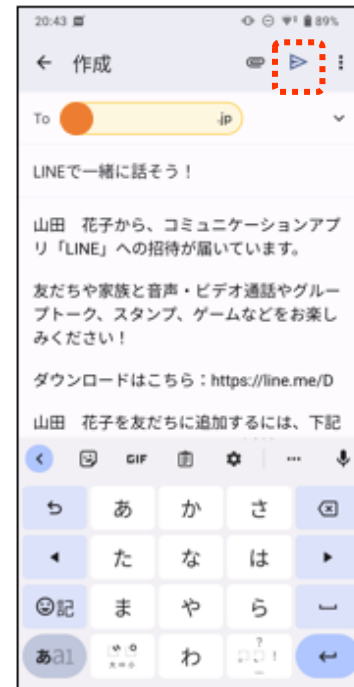 20:43 89%
作成
To .jp
LINEで一緒に話そう！
山田　花子から、コミュニケーションアプ
リ「LINE」への招待が届いています。
友だちや家族と音声・ビデオ通話やグルー
プトーク、スタンプ、ゲームなどをお楽し
みください！
ダウンロードはこちら：https://line.me/D
山田　花子を友だちに追加するには、下記
GIF
あ か さ
た な は
記 ま や ら
あa1 大⇔小 わ